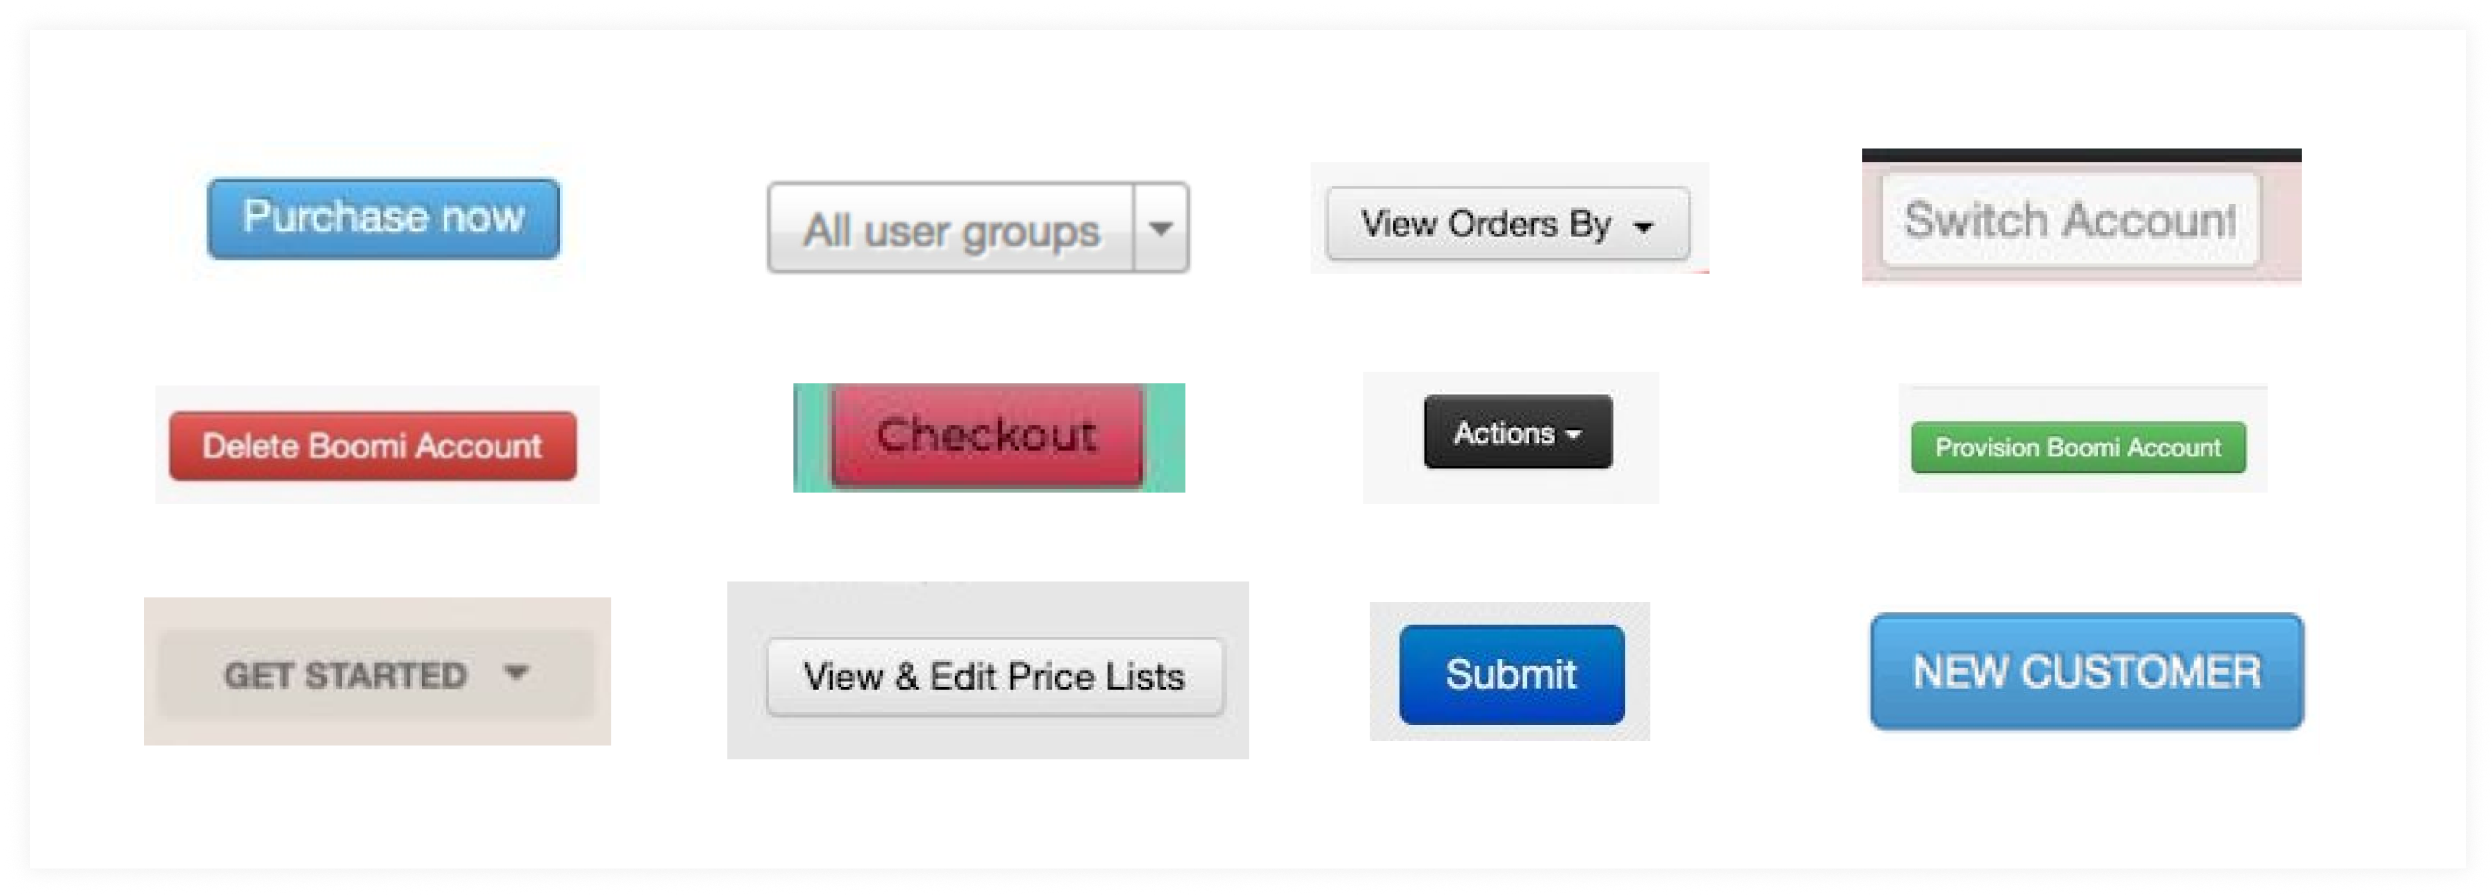 Purchase now
All user groups
View Orders By
Switch Account
Delete Boomi Account
Checkout
Actions
Provision Boomi Account
GET STARTED
View & Edit Price Lists
Submit
NEW CUSTOMER